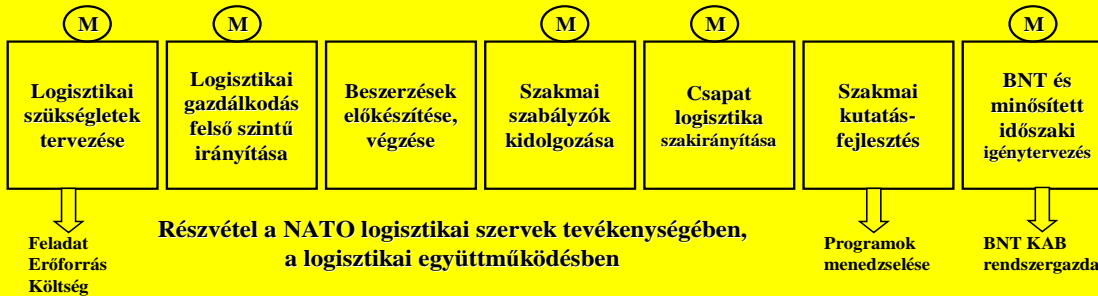 M
M
M
M
M
Logisztikai
szükségletek
tervezése
Logisztikai
gazdálkodás
felső szintű
irányítása
Beszerzések
előkészítése,
végzése
Szakmai
szabályzók
kidolgozása
Csapat
logisztika
szakirányítása
Szakmai
kutatás-
fejlesztés
BNT és
minősített
időszaki
igénytervezés
Feladat
Erőforrás
Költség
Részvétel a NATO logisztikai szervek tevékenységében,
a logisztikai együttműködésben
Programok
menedzselése
BNT KAB
rendszergazda